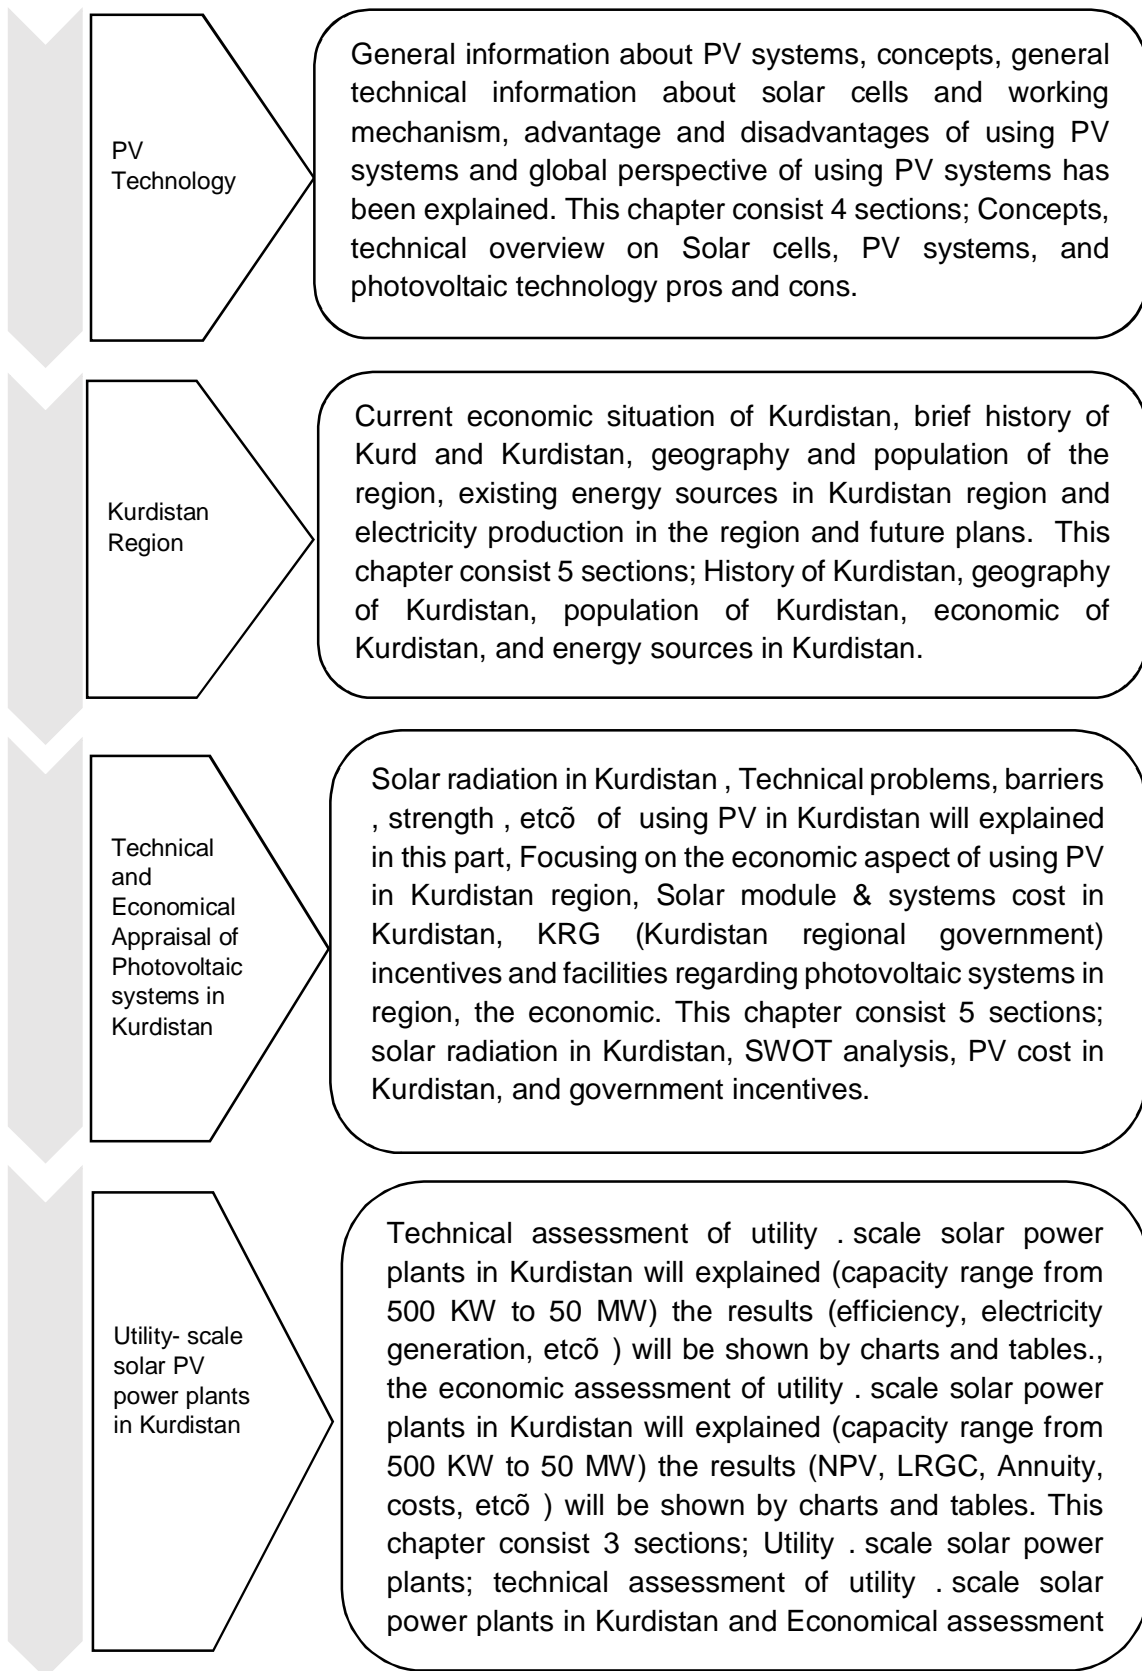 PV
Technology
General information about PV systems, concepts, general
technical information about solar cells and working
mechanism, advantage and disadvantages of using PV
systems and global perspective of using PV systems has
been explained. This chapter consist 4 sections; Concepts,
technical overview on Solar cells, PV systems, and
photovoltaic technology pros and cons.
Kurdistan
Region
Current economic situation of Kurdistan, brief history of
Kurd and Kurdistan, geography and population of the
region, existing energy sources in Kurdistan region and
electricity production in the region and future plans. This
chapter consist 5 sections; History of Kurdistan, geography
of Kurdistan, population of Kurdistan, economic of
Kurdistan, and energy sources in Kurdistan.
Technical
and
Economical
Appraisal of
Photovoltaic
systems in
Kurdistan
Solar radiation in Kurdistan , Technical problems, barriers
, strength , etcõ of using PV in Kurdistan will explained
in this part, Focusing on the economic aspect of using PV
in Kurdistan region, Solar module & systems cost in
Kurdistan, KRG (Kurdistan regional government)
incentives and facilities regarding photovoltaic systems in
region, the economic. This chapter consist 5 sections;
solar radiation in Kurdistan, SWOT analysis, PV cost in
Kurdistan, and government incentives.
Utility- scale
solar PV
power plants
in Kurdistan
Technical assessment of utility . scale solar power
plants in Kurdistan will explained (capacity range from
500 KW to 50 MW) the results (efficiency, electricity
generation, etcõ ) will be shown by charts and tables.,
the economic assessment of utility . scale solar power
plants in Kurdistan will explained (capacity range from
500 KW to 50 MW) the results (NPV, LRGC, Annuity,
costs, etcõ ) will be shown by charts and tables. This
chapter consist 3 sections; Utility . scale solar power
plants; technical assessment of utility . scale solar
power plants in Kurdistan and Economical assessment